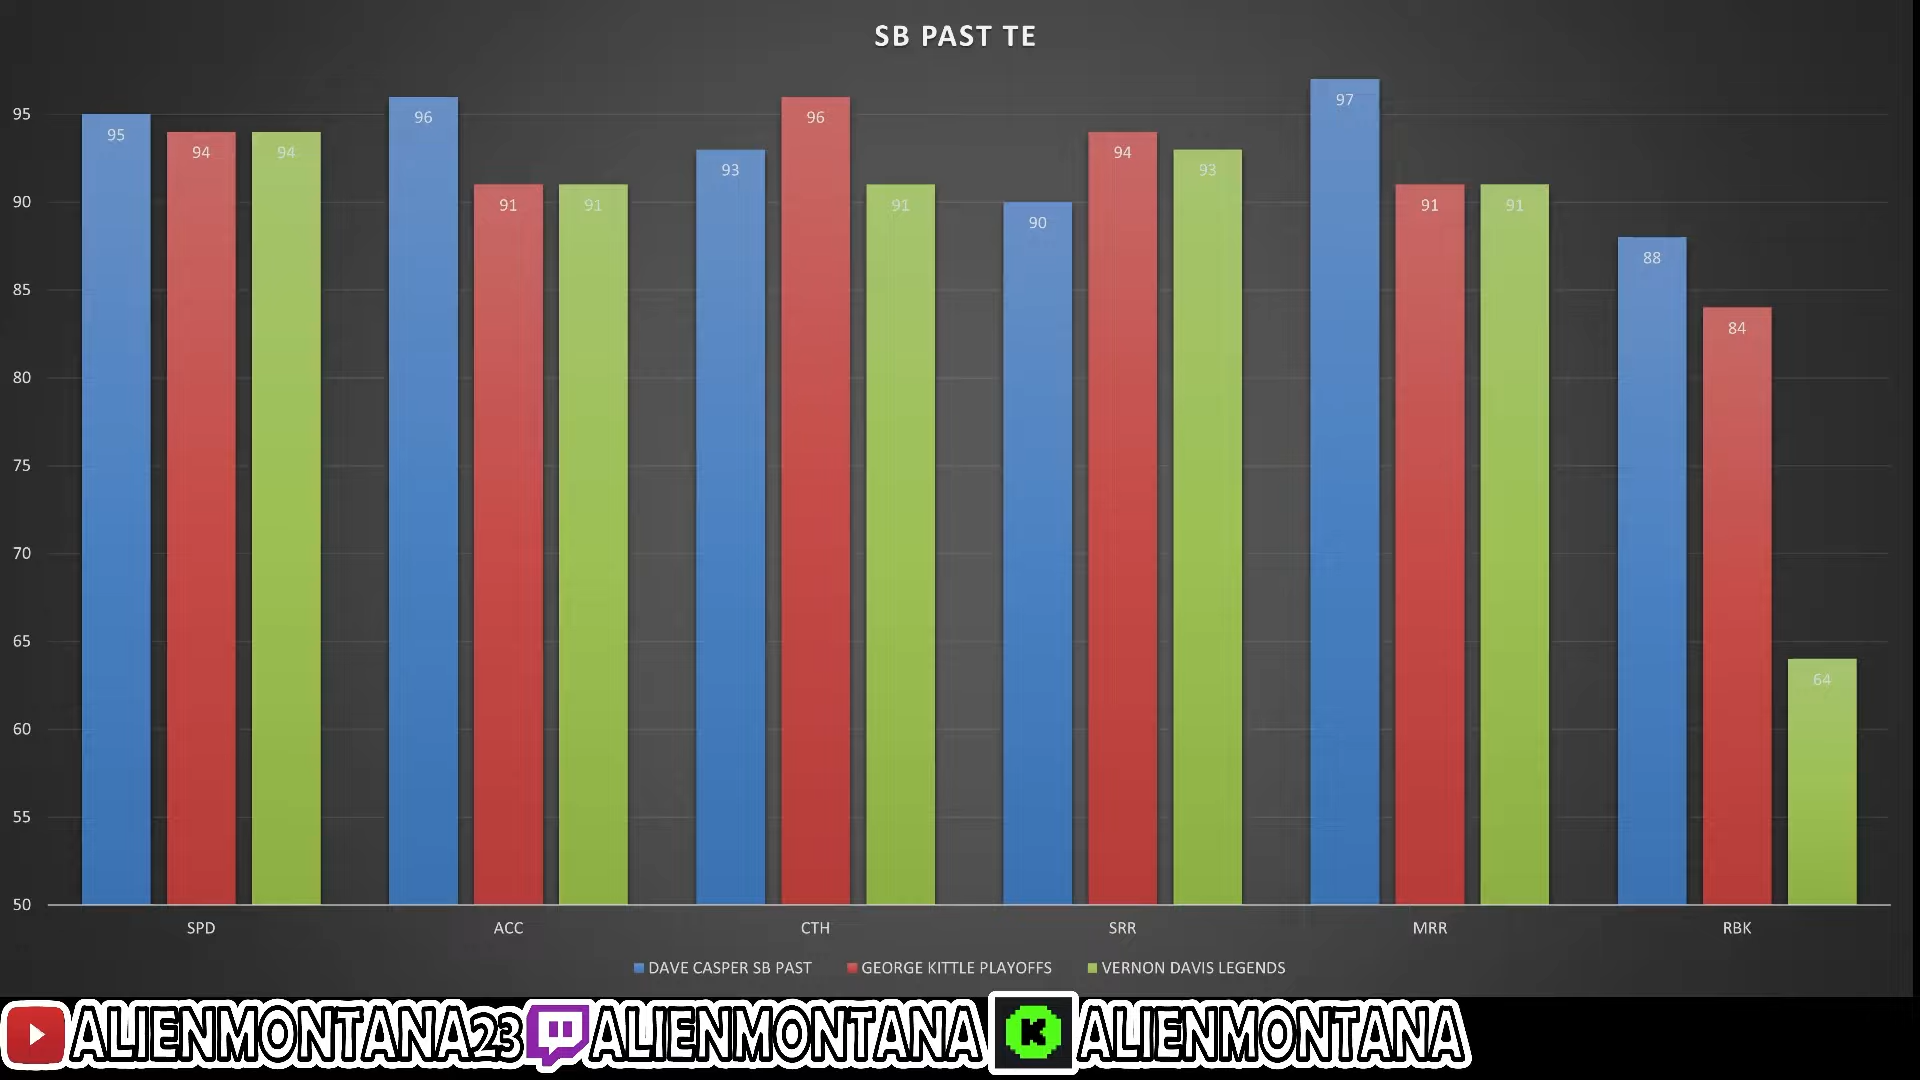 SB PAST TE
95
90
85
80
75
70
65
60
55
50
95 94 94
96 91 91
93 96 91
90 94 93
97 91 91
88 84 64
SPD ACC CTH SRR MRR RBK
DAVE CASPER SB PAST GEORGE KITTLE PLAYOFFS VERNON DAVIS LEGENDS
ALIENMONTANA23 ALIENMONTANA K ALIENMONTANA